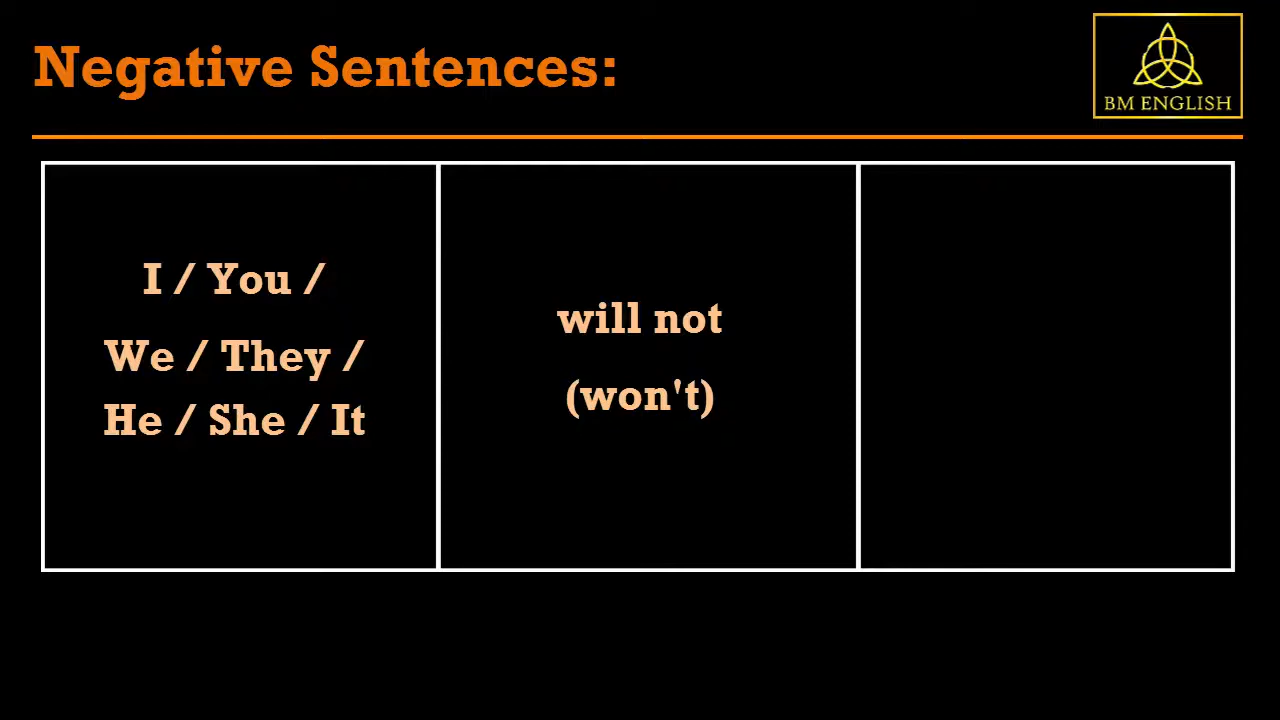 Negative Sentences:
BM ENGLISH
I / You /
We / They /
He / She / It
will not
(won't)